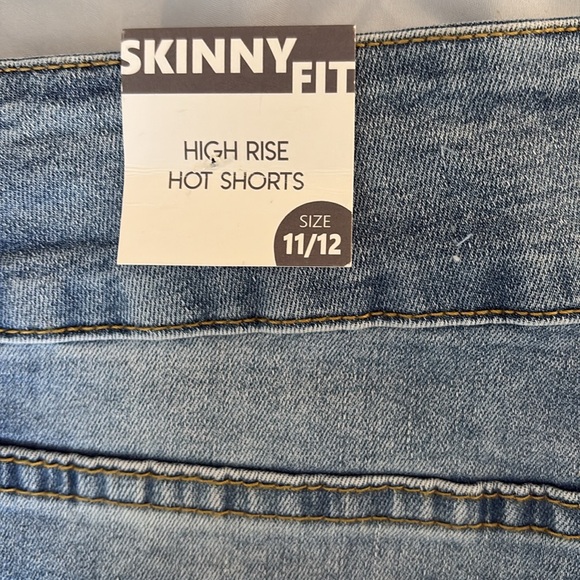 SKINNY
FIT
HIGH RISE
HOT SHORTS
SIZE
11/12